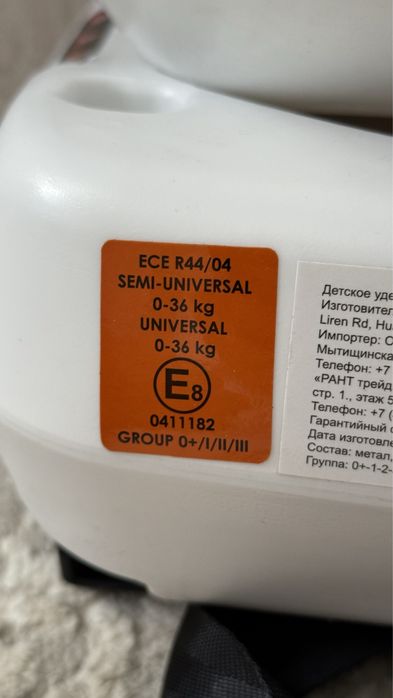 ECE R44/04
SEMI-UNIVERSAL
0-36 kg
UNIVERSAL
0-36 kg
E8
0411182
GROUP 0+/I/II/III
Детское
Изготовител
Liren Rd,
Импортер:
Мытищинска
Телефон: +7
«РАНТ трейд
стр. 1., этаж 5
Телефон: +7 (
Гарантийный
Дата изготовле
Состав: метал,
Группа: 0+-1-2-